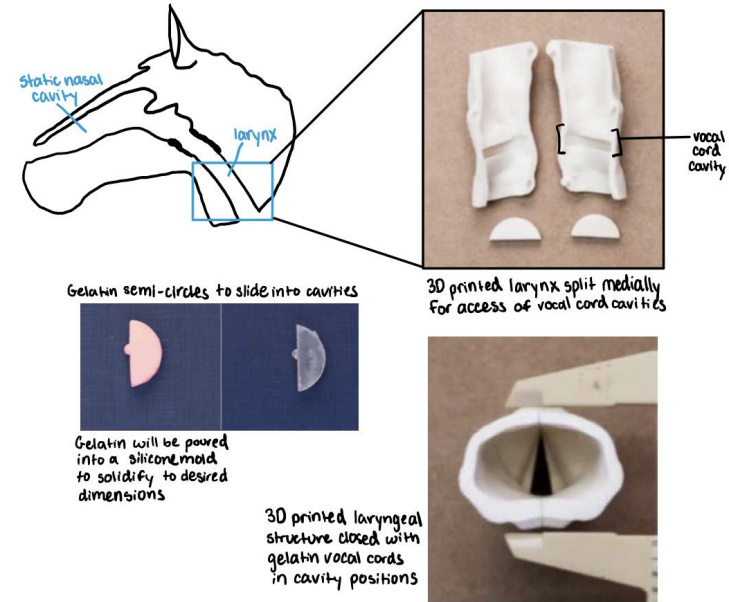 static nasal
cavity
larynx
vocal
cord
cavity
3D printed larynx split medially
for access of vocal cord cavities
Gelatin semi-circles to slide into cavities
Gelatin will be poured
into a silicone mold
to solidify to desired
dimensions
3D printed laryngeal
structure closed with
gelatin vocal cords
in cavity positions